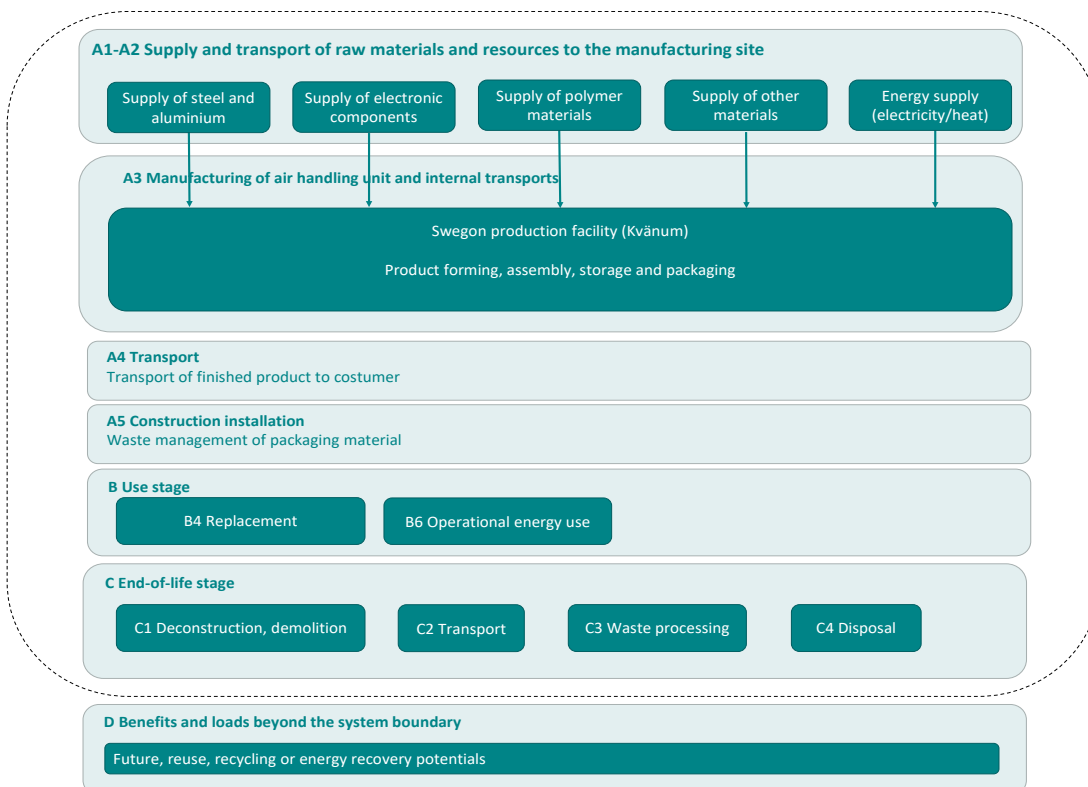 A1-A2 Supply and transport of raw materials and resources to the manufacturing site
Supply of steel and
aluminium
Supply of electronic
components
Supply of polymer
materials
Supply of other
materials
Energy supply
(electricity/heat)
A3 Manufacturing of air handling unit and internal transports
Swegon production facility (Kvänum)
Product forming, assembly, storage and packaging
A4 Transport
Transport of finished product to costumer
A5 Construction installation
Waste management of packaging material
B Use stage
B4 Replacement
B6 Operational energy use
C End-of-life stage
C1 Deconstruction, demolition
C2 Transport
C3 Waste processing
C4 Disposal
D Benefits and loads beyond the system boundary
Future, reuse, recycling or energy recovery potentials